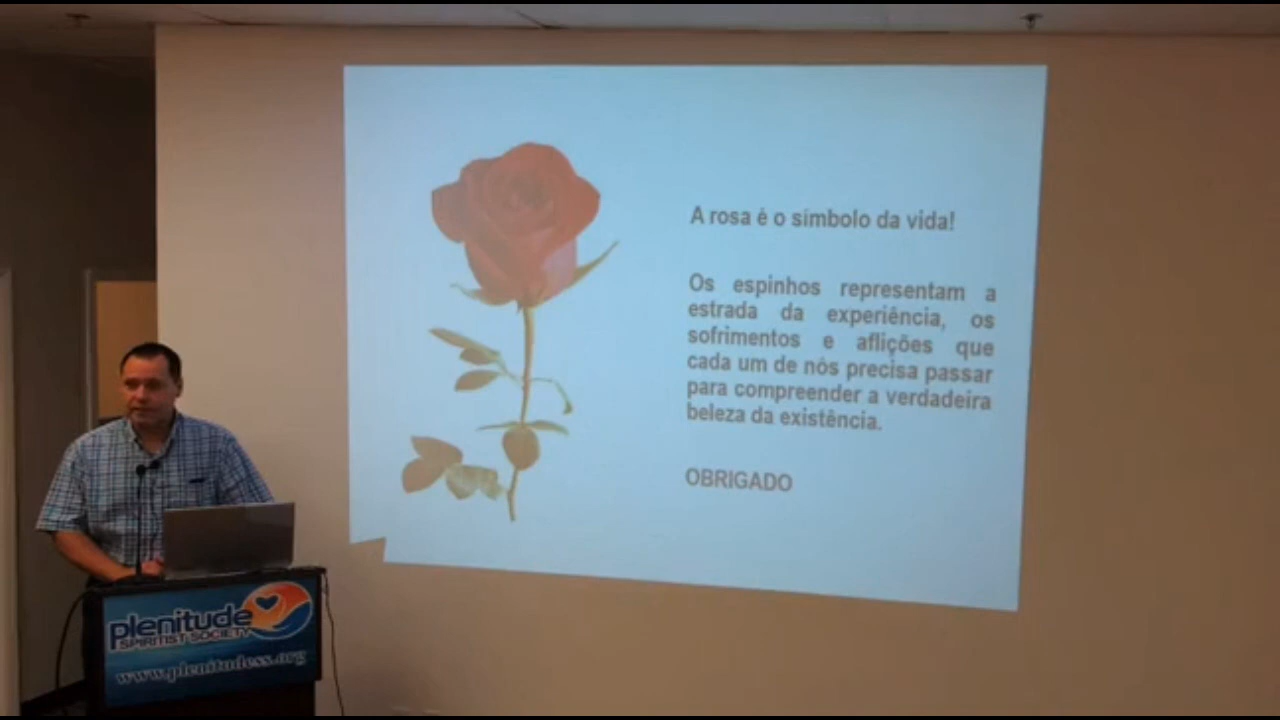 A rosa é o símbolo da vida!
Os espinhos representam a
estrada da experiência, os
sofrimentos e aflições que
cada um de nós precisa passar
para compreender a verdadeira
beleza da existência.
OBRIGADO
plenitude
SPIRITIST SOCIETY
www.plenitudess.org